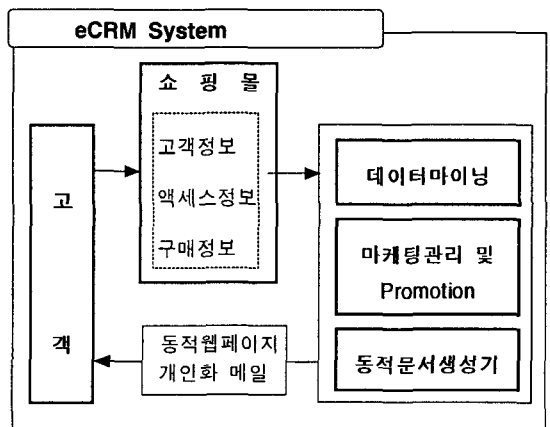 eCRM System
쇼 핑 몰
고객정보
액세스정보
구매정보
고
객
데이터마이닝
마케팅관리 및
Promotion
동적문서생성기
동적웹페이지
개인화 메일